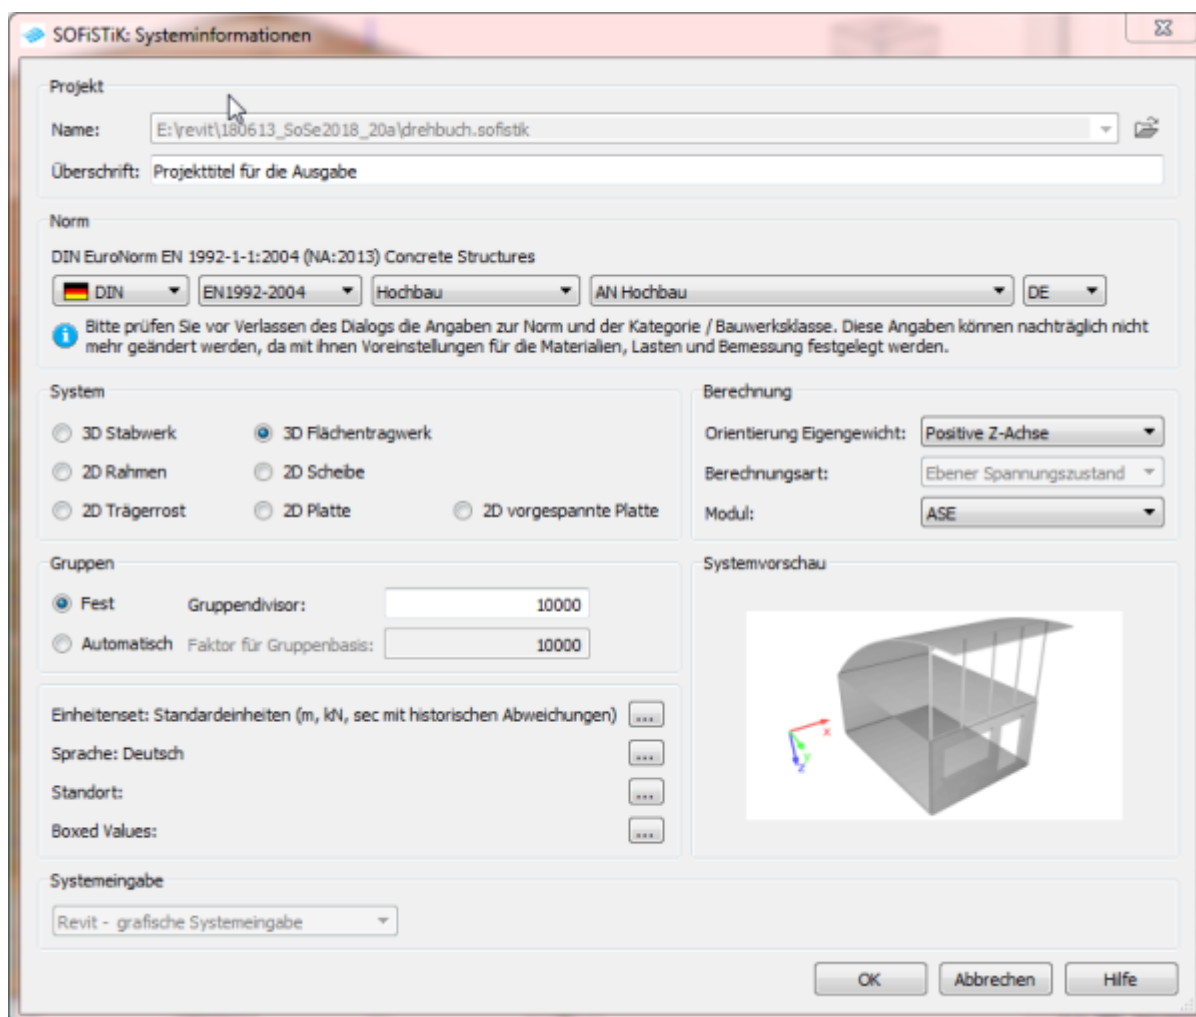 SOFiSTiK: Systeminformationen
Projekt
Name: E:\revit\180613_SoSe2018_20a\drehbuch.sofistik
Überschrift: Projekttitel für die Ausgabe
Norm
DIN EuroNorm EN 1992-1-1:2004 (NA:2013) Concrete Structures
DIN EN1992-2004 Hochbau AN Hochbau DE
Bitte prüfen Sie vor Verlassen des Dialogs die Angaben zur Norm und der Kategorie / Bauwerksklasse. Diese Angaben können nachträglich nicht
mehr geändert werden, da mit ihnen Voreinstellungen für die Materialien, Lasten und Bemessung festgelegt werden.
System
3D Stabwerk 3D Flächentragwerk
2D Rahmen 2D Scheibe
2D Trägerrost 2D Platte 2D vorgespannte Platte
Berechnung
Orientierung Eigengewicht: Positive Z-Achse
Berechnungsart: Ebener Spannungszustand
Modul: ASE
Gruppen
Fest Gruppendivisor: 10000
Automatisch Faktor für Gruppenbasis: 10000
Systemvorschau
x
y
z
Einheitenset: Standardeinheiten (m, kN, sec mit historischen Abweichungen) ...
Sprache: Deutsch ...
Standort: ...
Boxed Values: ...
Systemeingabe
Revit - grafische Systemeingabe
OK Abbrechen Hilfe